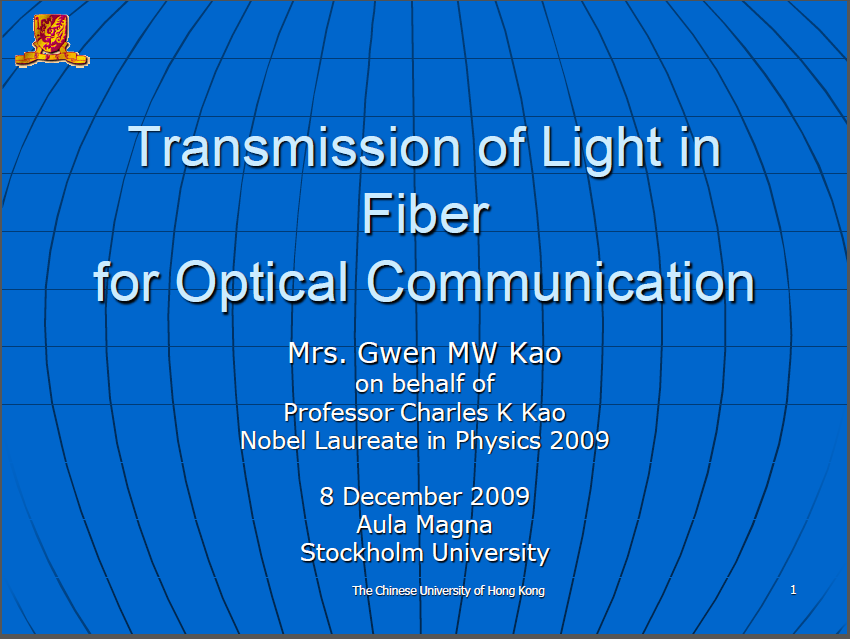 Transmission of Light in
Fiber
for Optical Communication
Mrs. Gwen MW Kao
on behalf of
Professor Charles K Kao
Nobel Laureate in Physics 2009
8 December 2009
Aula Magna
Stockholm University
The Chinese University of Hong Kong
1